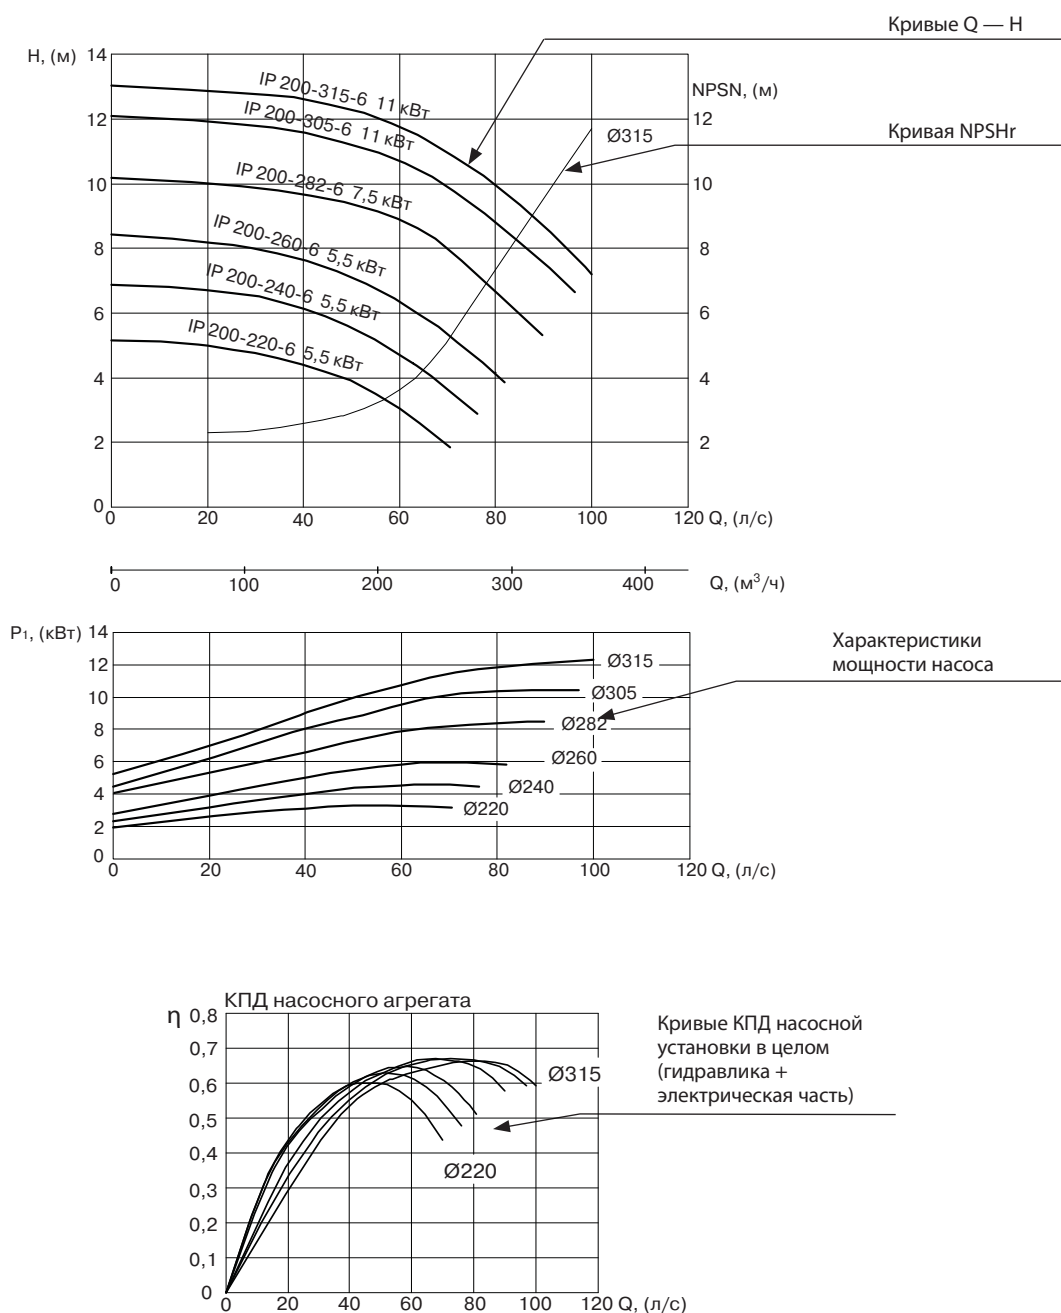 Кривые Q — H
H, (м)
14
12
10
8
6
4
2
0
IP 200-315-6 11 кВт
IP 200-305-6 11 кВт
IP 200-282-6 7,5 кВт
IP 200-260-6 5,5 кВт
IP 200-240-6 5,5 кВт
IP 200-220-6 5,5 кВт
NPSN, (м)
12
10
8
6
4
2
Ø315
Кривая NPSHr
0 20 40 60 80 100 120 Q, (л/с)
0 100 200 300 400 Q, (м³/ч)
P1, (кВт)
14
12
10
8
6
4
2
0
Ø315
Ø305
Ø282
Ø260
Ø240
Ø220
Характеристики
мощности насоса
0 20 40 60 80 100 120 Q, (л/с)
КПД насосного агрегата
η
0,8
0,7
0,6
0,5
0,4
0,3
0,2
0,1
0
Ø315
Ø220
Кривые КПД насосной
установки в целом
(гидравлика +
электрическая часть)
0 20 40 60 80 100 120 Q, (л/с)